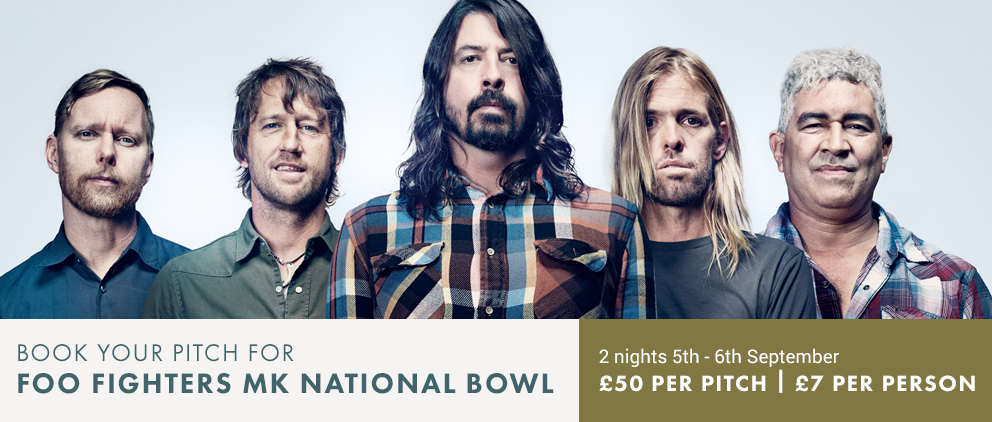 BOOK YOUR PITCH FOR
FOO FIGHTERS MK NATIONAL BOWL
2 nights 5th - 6th September
£50 PER PITCH | £7 PER PERSON